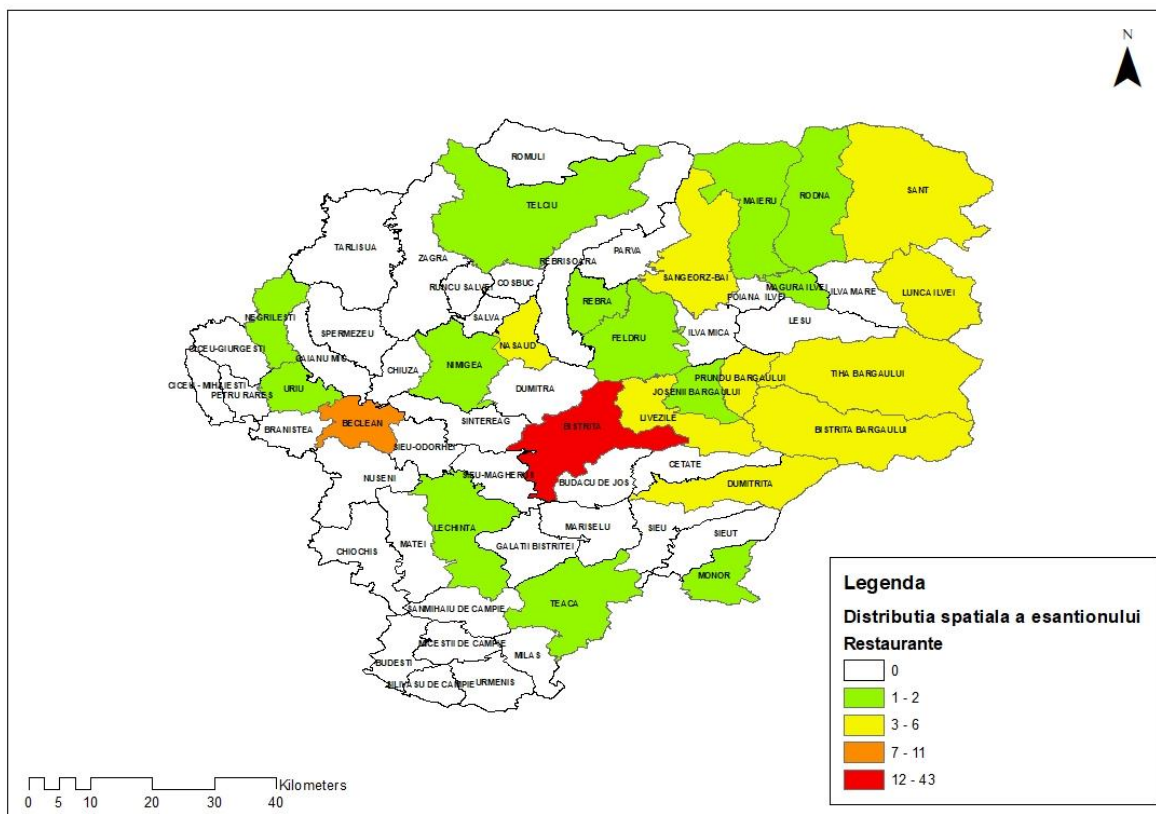 N
ROMULI
TELCIU
MAIERU
RODNA
SANT
TARLISUA
ZAGRA
PARVA
REBRISOARA
SANGEORZ-BAI
RUNCU SALVEI
COSBUC
REBRA
POIANA ILVEI
MAGURA ILVEI
ILVA MARE
LUNCA ILVEI
NEGRILESTI
SPERMEZEU
SALVA
ILVA MICA
LESU
NASAUD
FELDRU
CICEU-GIURGESTI
CAIANU MIC
CHIUZA
NIMIGEA
DUMITRA
PRUNDU BARGAULUI
TIHA BARGAULUI
CICEU - MIHAIESTI
PETRU RARES
URIU
JOSENII BARGAULUI
BRANISTEA
BECLEAN
SINTEREAG
BISTRITA
LIVEZILE
BISTRITA BARGAULUI
SIEU-ODORHEI
NUSENI
SIEU-MAGHERUS
BUDACU DE JOS
CETATE
DUMITRITA
LECHINTA
MARISELU
SIEU
SIEUT
CHIOCHIS
MATEI
GALATII BISTRITEI
MONOR
TEACA
SANMIHAIU DE CAMPIE
MICESTII DE CAMPIE
MILAS
BUDESTI
SILIVASU DE CAMPIE
URMENIS
Legenda
Distributia spatiala a esantionului
Restaurante
0
1 - 2
3 - 6
7 - 11
12 - 43
Kilometers
0 5 10 20 30 40